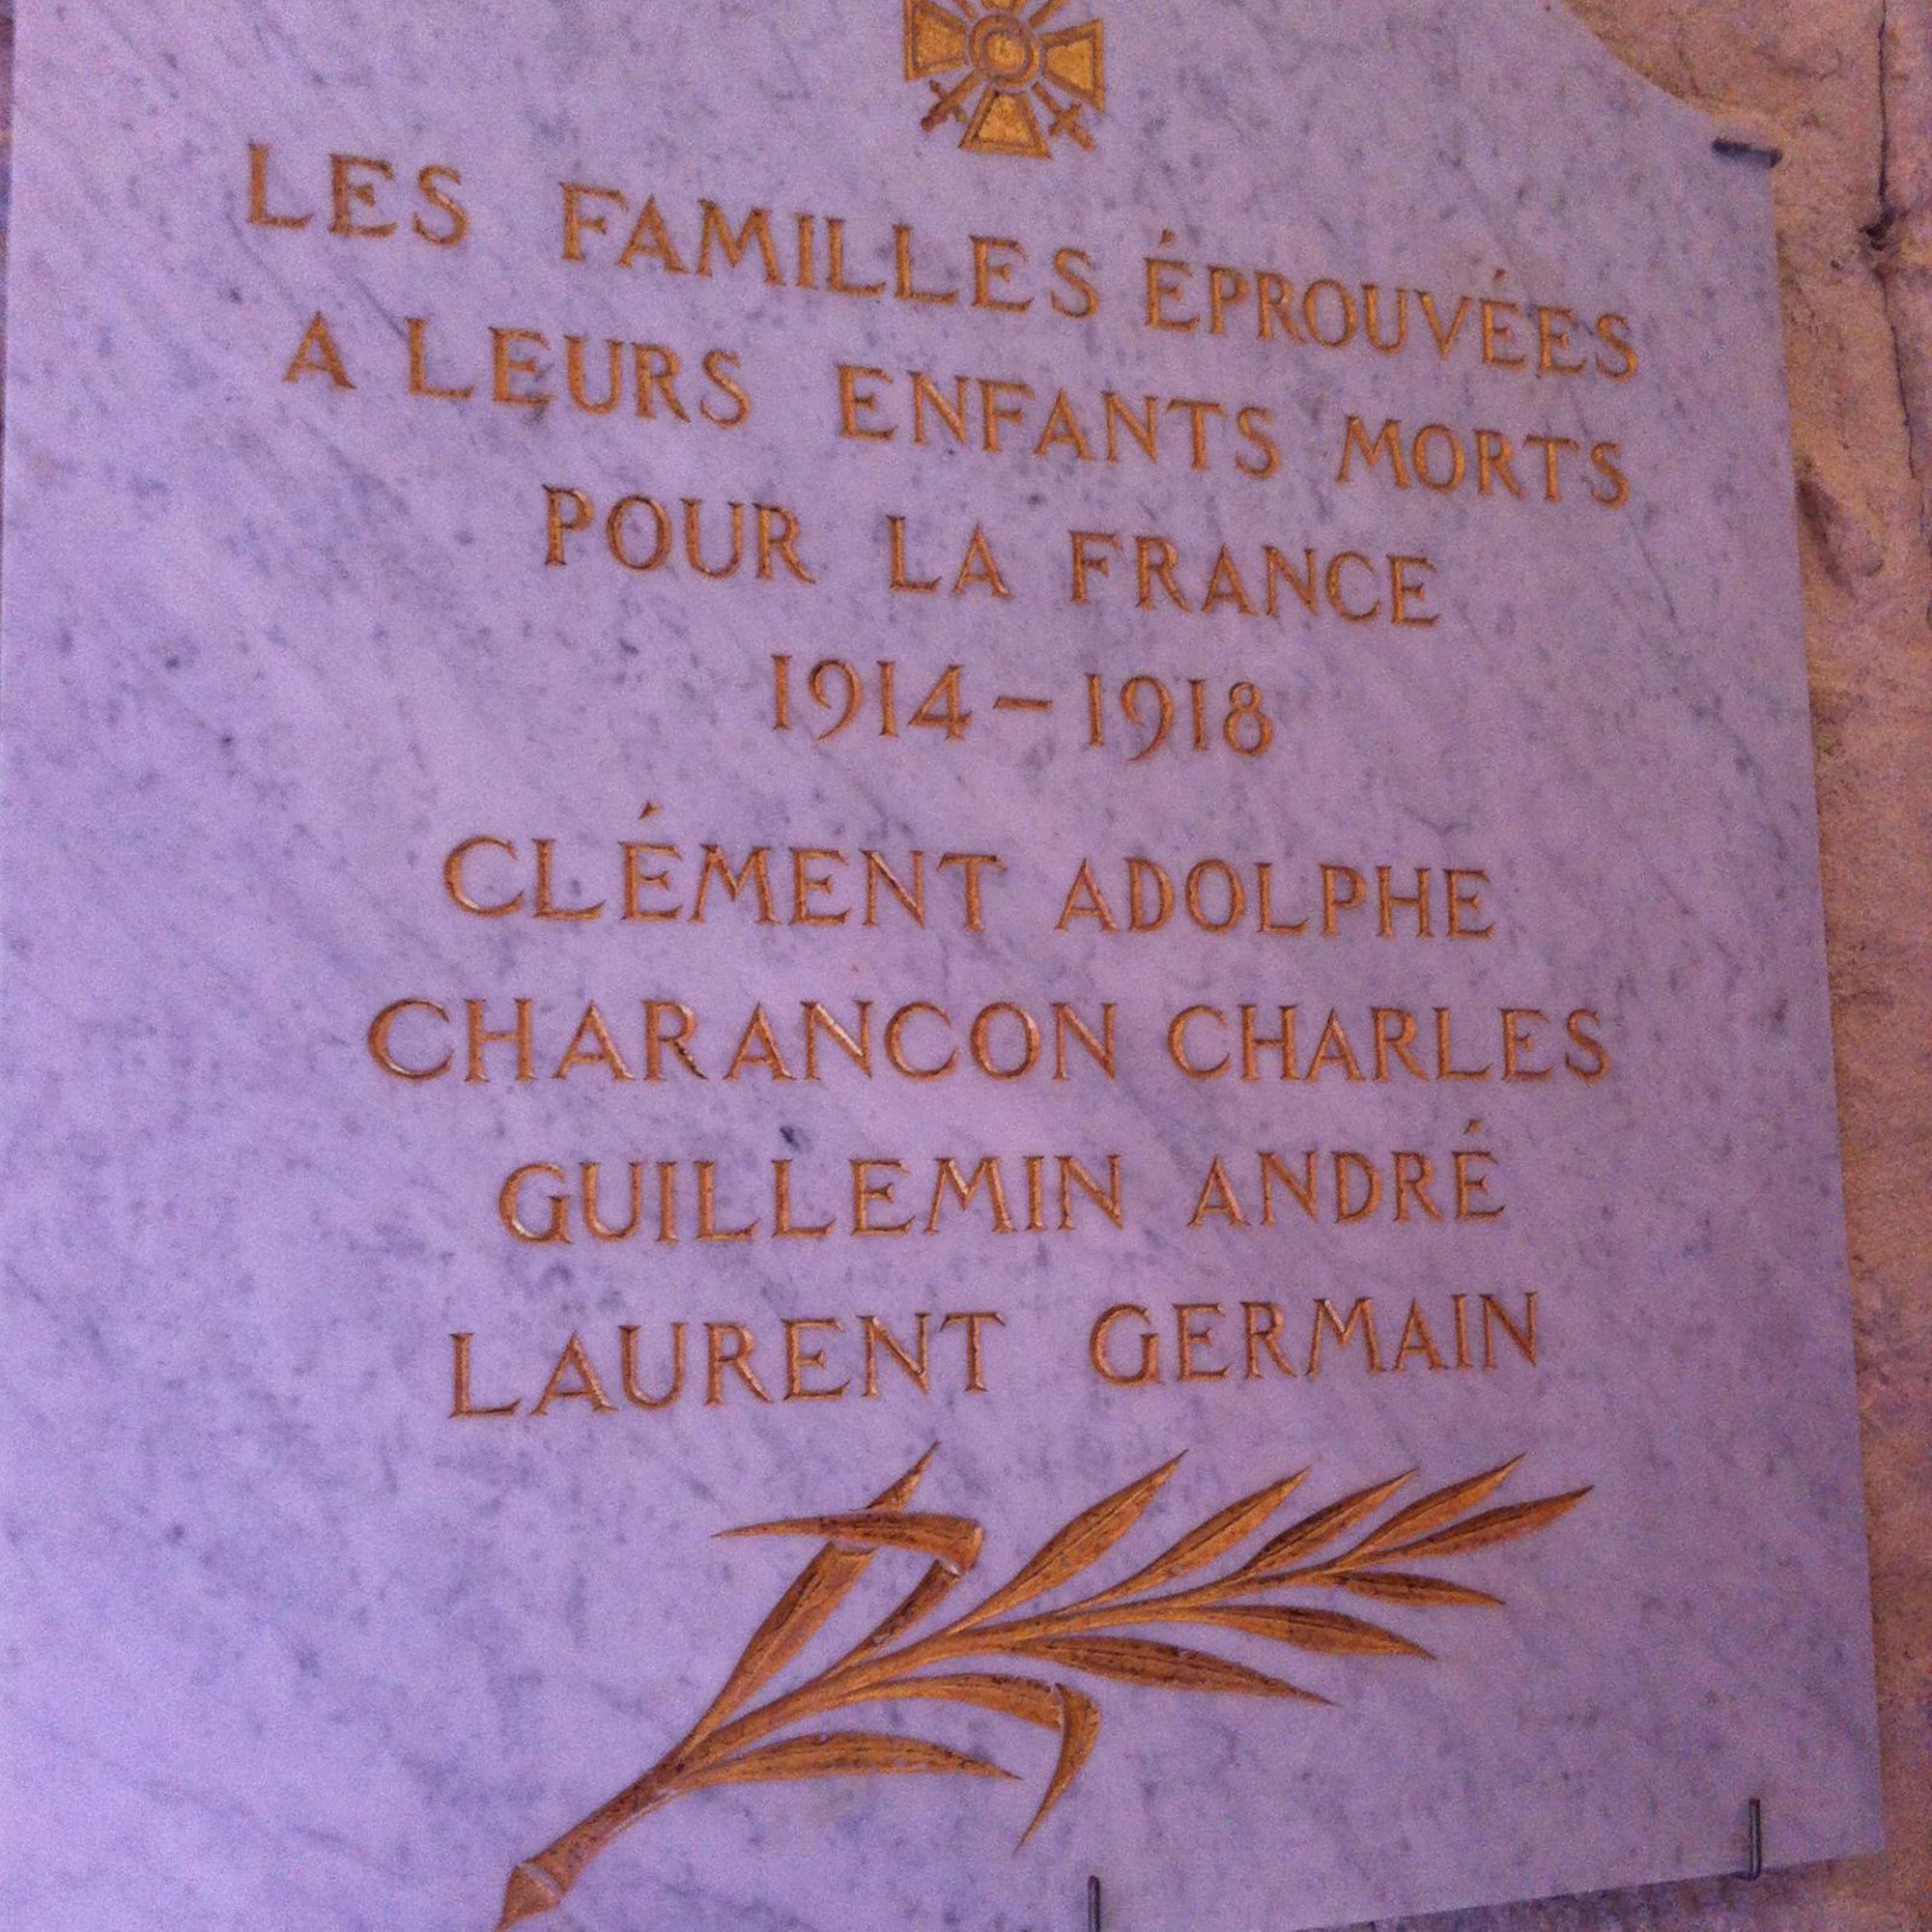 LES FAMILLES ÉPROUVÉES
A LEURS ENFANTS MORTS
POUR LA FRANCE
1914-1918
CLÉMENT ADOLPHE
CHARANCON CHARLES
GUILLEMIN ANDRÉ
LAURENT GERMAIN